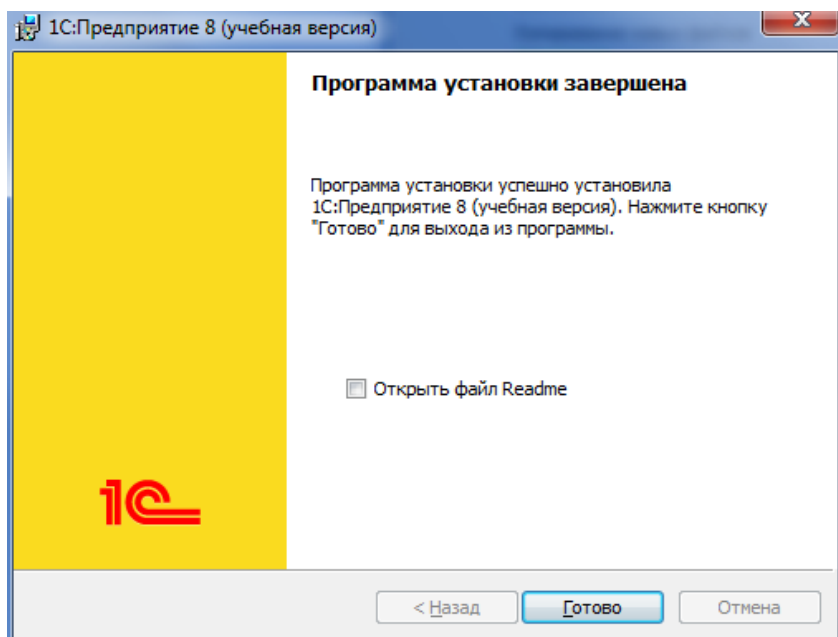 1С:Предприятие 8 (учебная версия)
Программа установки завершена
Программа установки успешно установила
1С:Предприятие 8 (учебная версия). Нажмите кнопку
"Готово" для выхода из программы.
Открыть файл Readme
1С
< Назад
Готово
Отмена